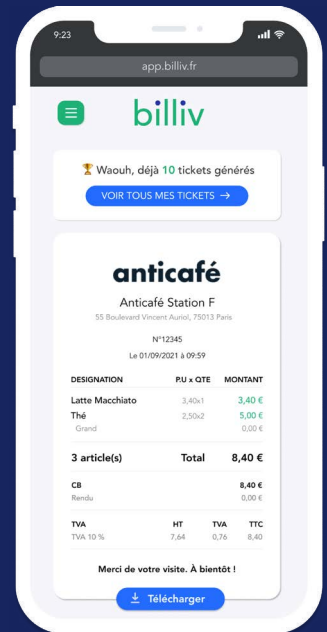 9:23
app.billiv.fr
billiv
🏆 Waouh, déjà 10 tickets générés
VOIR TOUS MES TICKETS →
anticafé
Anticafé Station F
55 Boulevard Vincent Auriol, 75013 Paris
N°12345
Le 01/09/2021 à 09:59
DESIGNATION P.U x QTE MONTANT
Latte Macchiato 3,40x1 3,40 €
Thé 2,50x2 5,00 €
Grand 0,00 €
3 article(s) Total 8,40 €
CB 8,40 €
Rendu 0,00 €
TVA HT TVA TTC
TVA 10 % 7,64 0,76 8,40
Merci de votre visite. À bientôt !
Télécharger